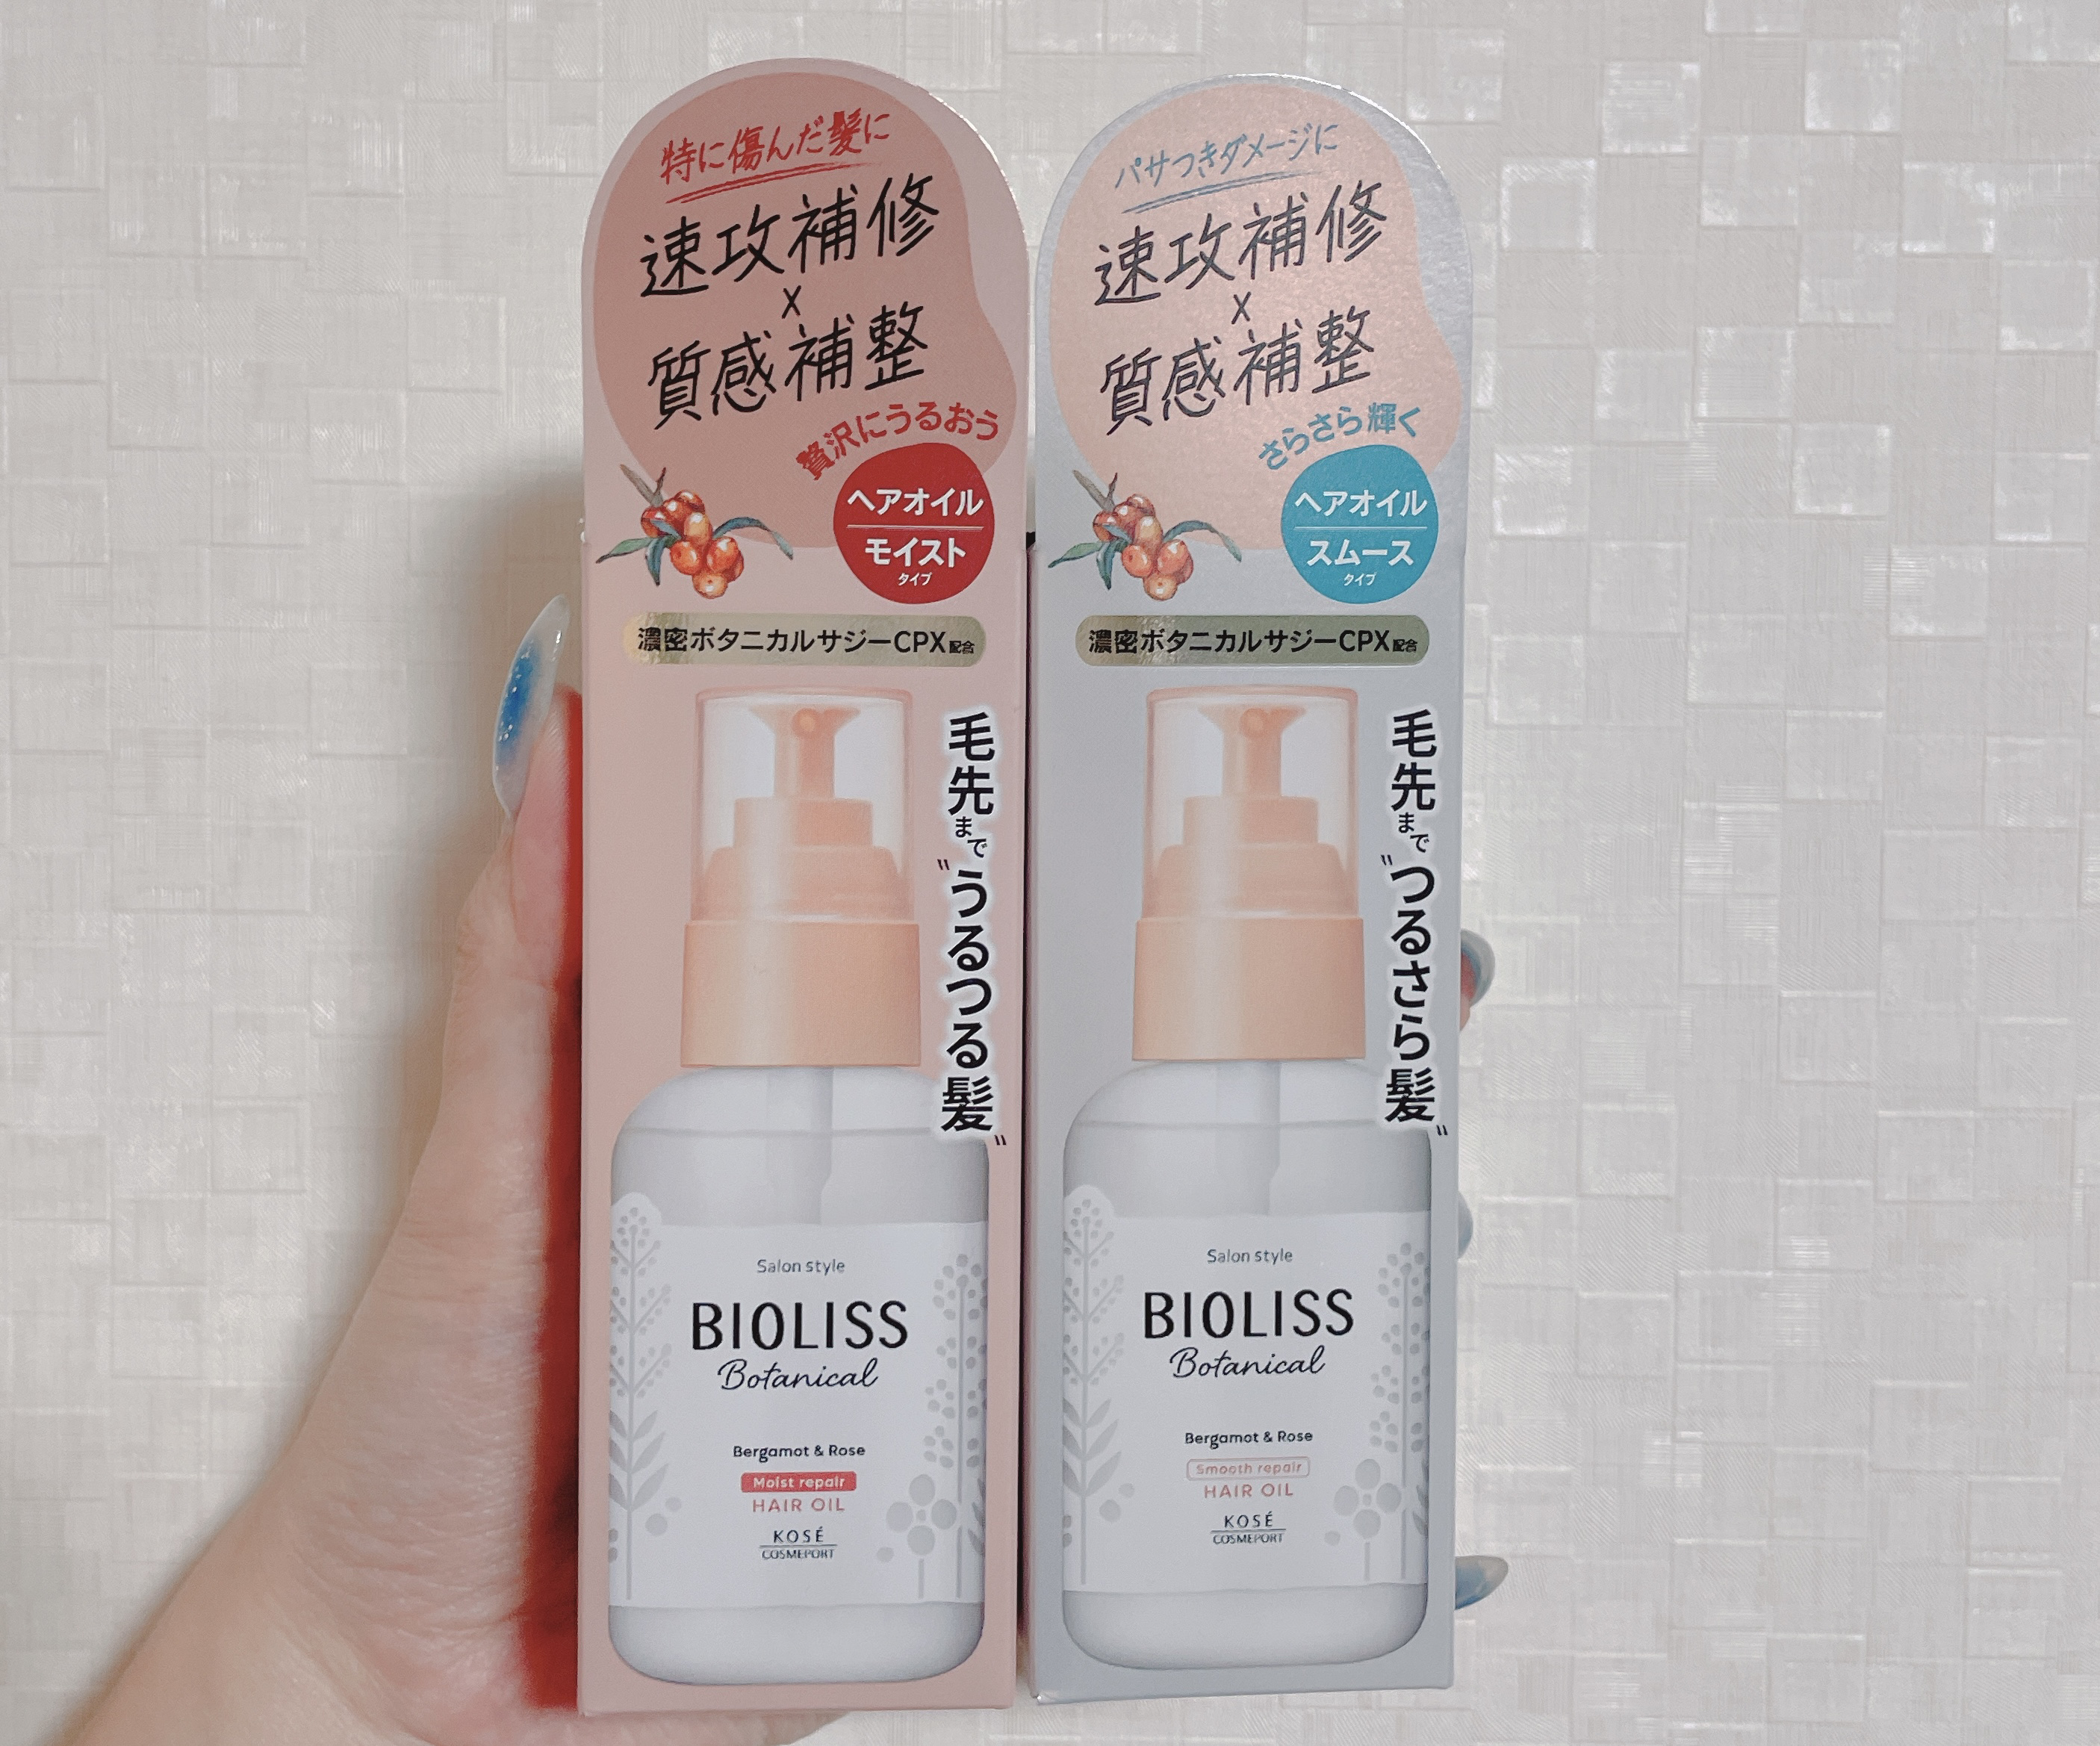 特に傷んだ髪に
速攻補修
×
質感補整
贅沢にうるおう
ヘアオイル
モイスト
タイプ
濃密ボタニカルサジーCPX配合
毛先まで
"うるつる髪"
Salon style
BIOLISS
Botanical
Bergamot & Rose
Moist repair
HAIR OIL
KOSÉ
COSMEPORT
パサつきダメージに
速攻補修
×
質感補整
さらさら輝く
ヘアオイル
スムース
タイプ
濃密ボタニカルサジーCPX配合
毛先まで
"つるさら髪"
Salon style
BIOLISS
Botanical
Bergamot & Rose
Smooth repair
HAIR OIL
KOSÉ
COSMEPORT